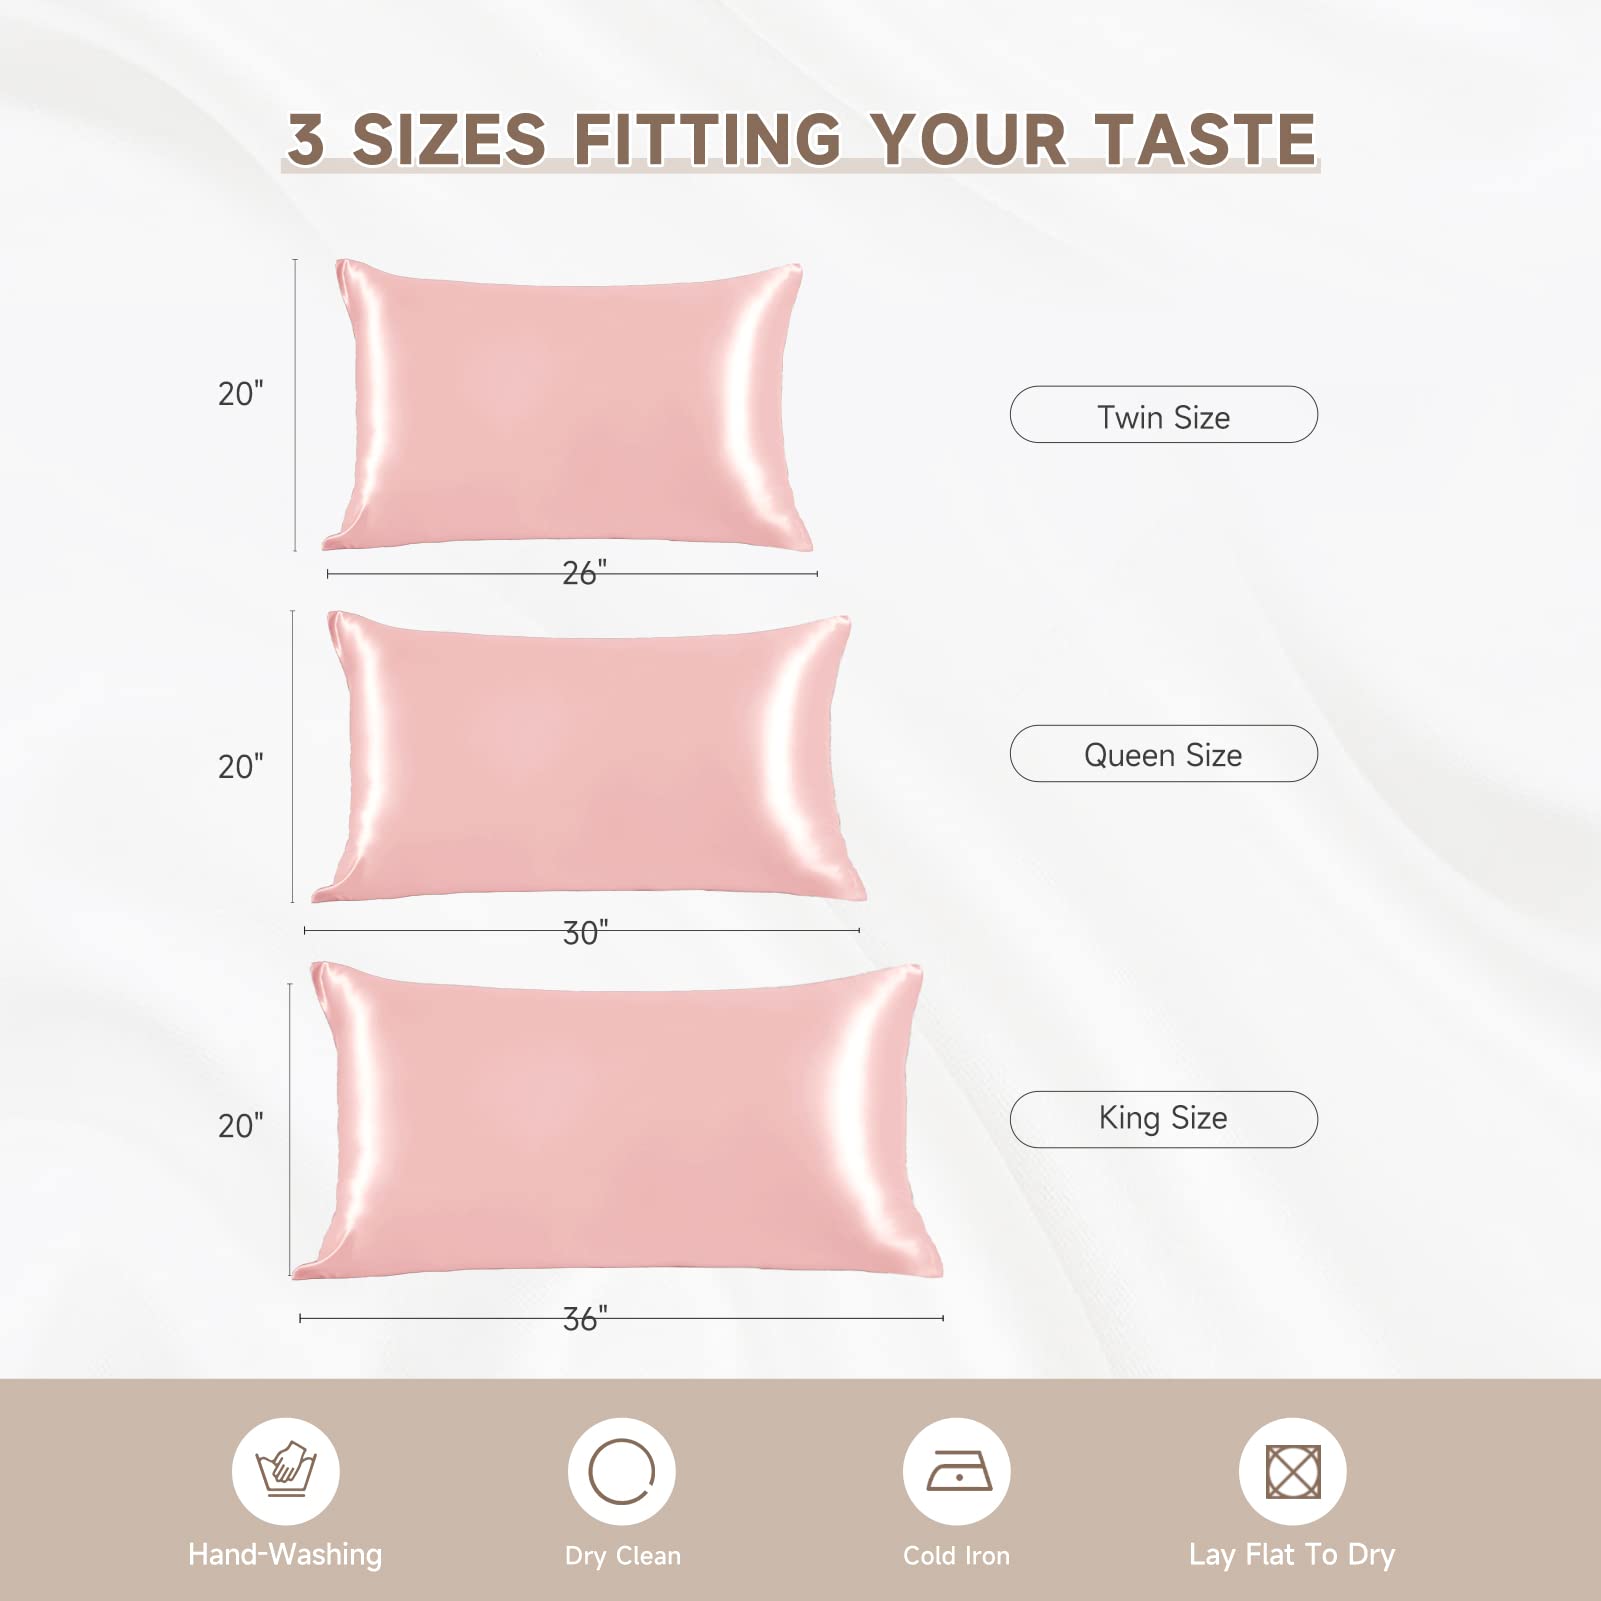 3 SIZES FITTING YOUR TASTE
20"
Twin Size
26"
20"
Queen Size
30"
20"
King Size
36"
Hand-Washing
Dry Clean
Cold Iron
Lay Flat To Dry